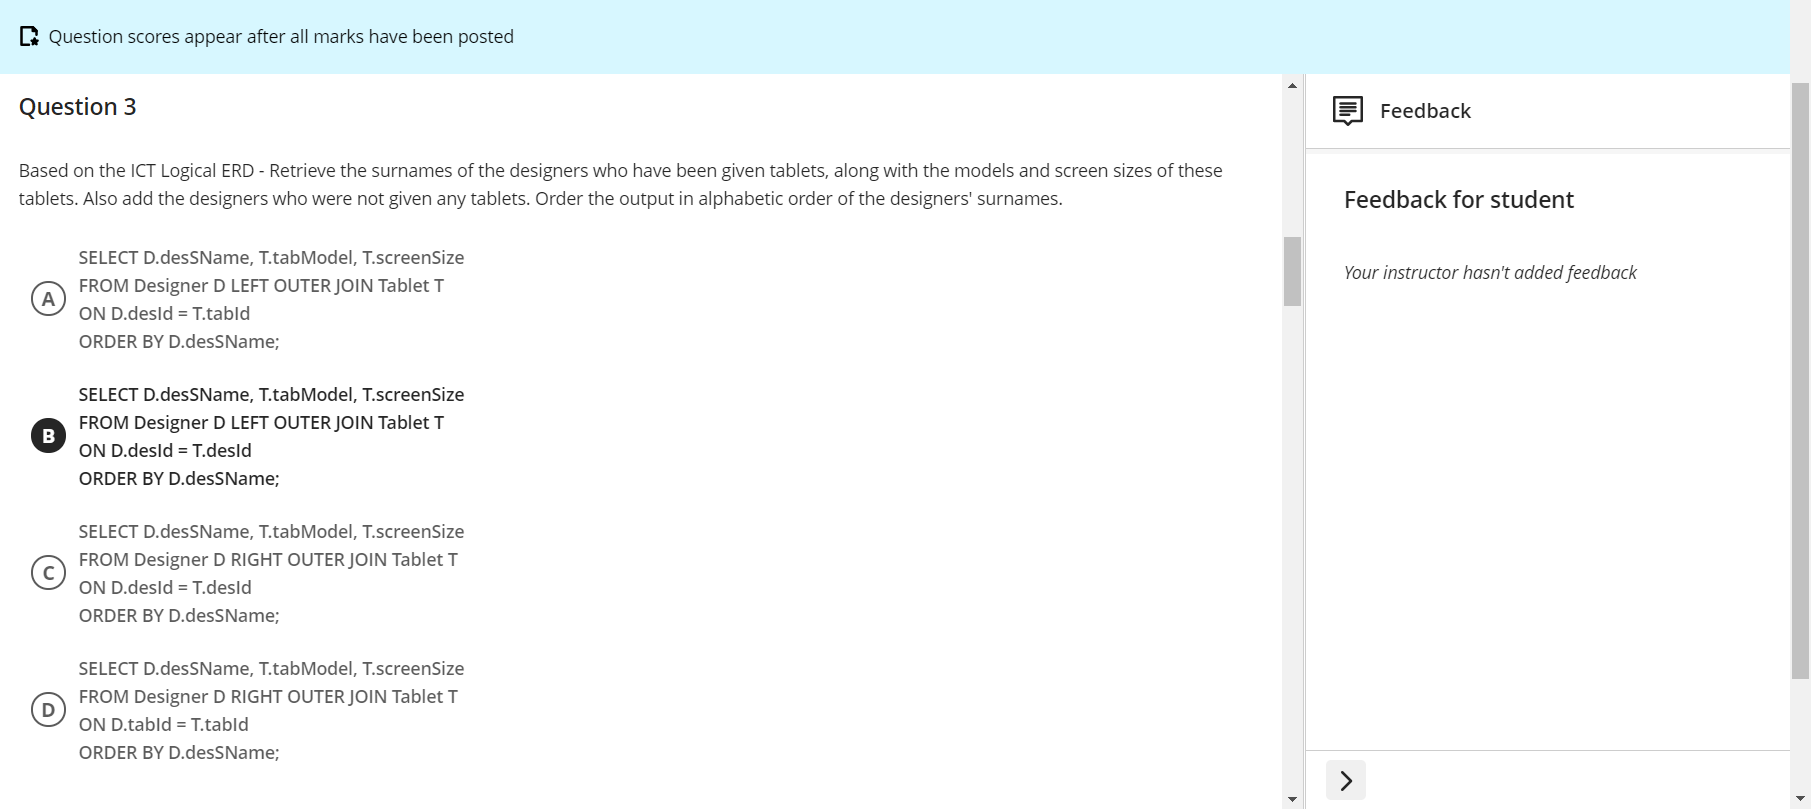 Question scores appear after all marks have been posted
Question 3
Based on the ICT Logical ERD - Retrieve the surnames of the designers who have been given tablets, along with the models and screen sizes of these
tablets. Also add the designers who were not given any tablets. Order the output in alphabetic order of the designers' surnames.
A
SELECT D.desSName, T.tabModel, T.screenSize
FROM Designer D LEFT OUTER JOIN Tablet T
ON D.desId = T.tabId
ORDER BY D.desSName;
B
SELECT D.desSName, T.tabModel, T.screenSize
FROM Designer D LEFT OUTER JOIN Tablet T
ON D.desId = T.desId
ORDER BY D.desSName;
C
SELECT D.desSName, T.tabModel, T.screenSize
FROM Designer D RIGHT OUTER JOIN Tablet T
ON D.desId = T.desId
ORDER BY D.desSName;
D
SELECT D.desSName, T.tabModel, T.screenSize
FROM Designer D RIGHT OUTER JOIN Tablet T
ON D.tabId = T.tabId
ORDER BY D.desSName;
Feedback
Feedback for student
Your instructor hasn't added feedback